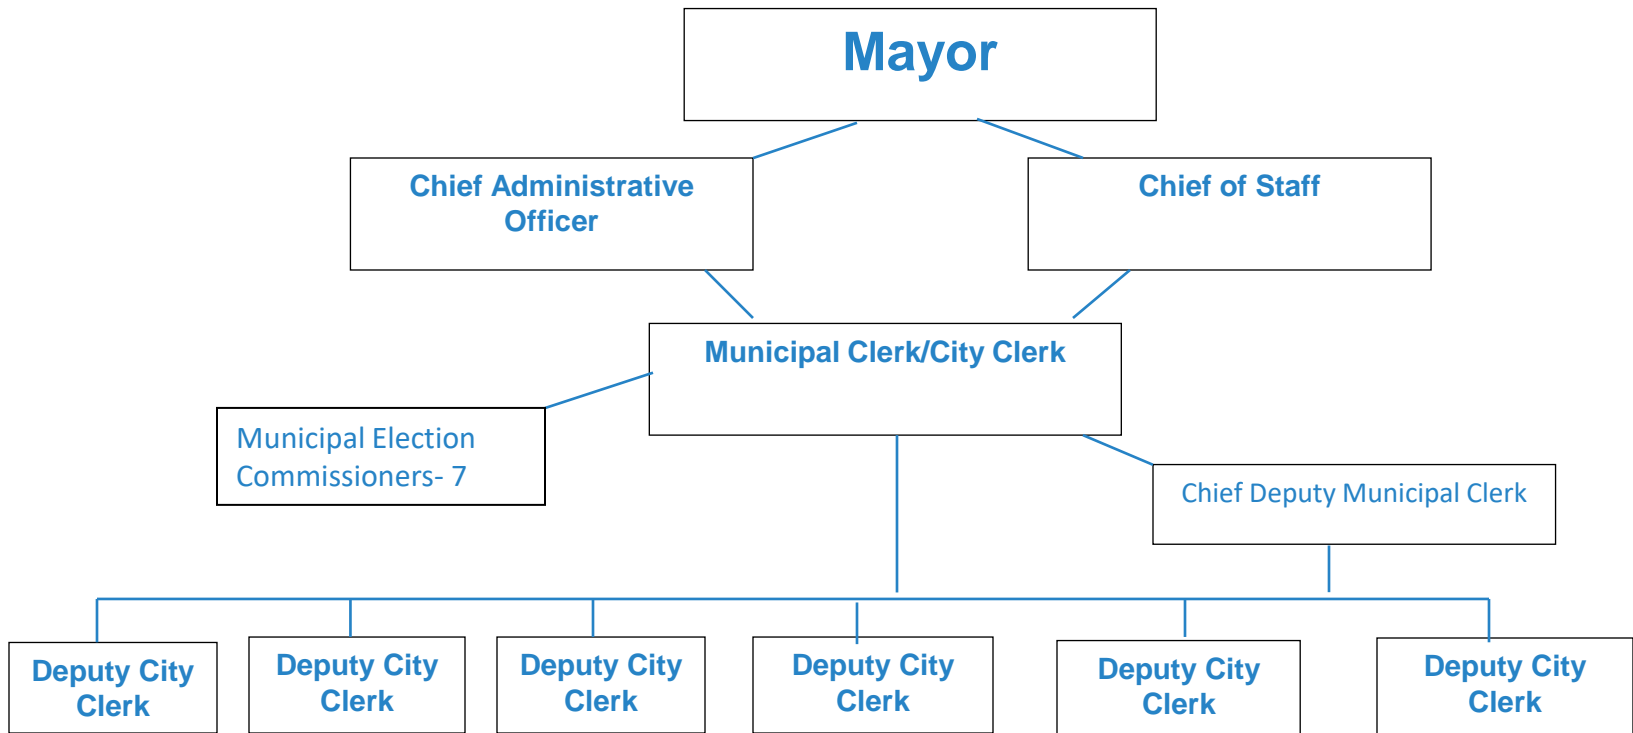 Mayor
Chief Administrative
Officer
Chief of Staff
Municipal Clerk/City Clerk
Municipal Election
Commissioners- 7
Chief Deputy Municipal Clerk
Deputy City
Clerk
Deputy City
Clerk
Deputy City
Clerk
Deputy City
Clerk
Deputy City
Clerk
Deputy City
Clerk